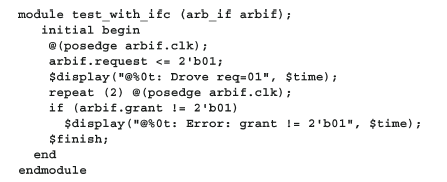 module test_with_ifc (arb_if arbif);
initial begin
@(posedge arbif.clk);
arbif.request <= 2'b01;
$display("@%0t: Drove req=01", $time);
repeat (2) @(posedge arbif.clk);
if (arbif.grant != 2'b01)
$display("@%0t: Error: grant != 2'b01", $time);
$finish;
end
endmodule